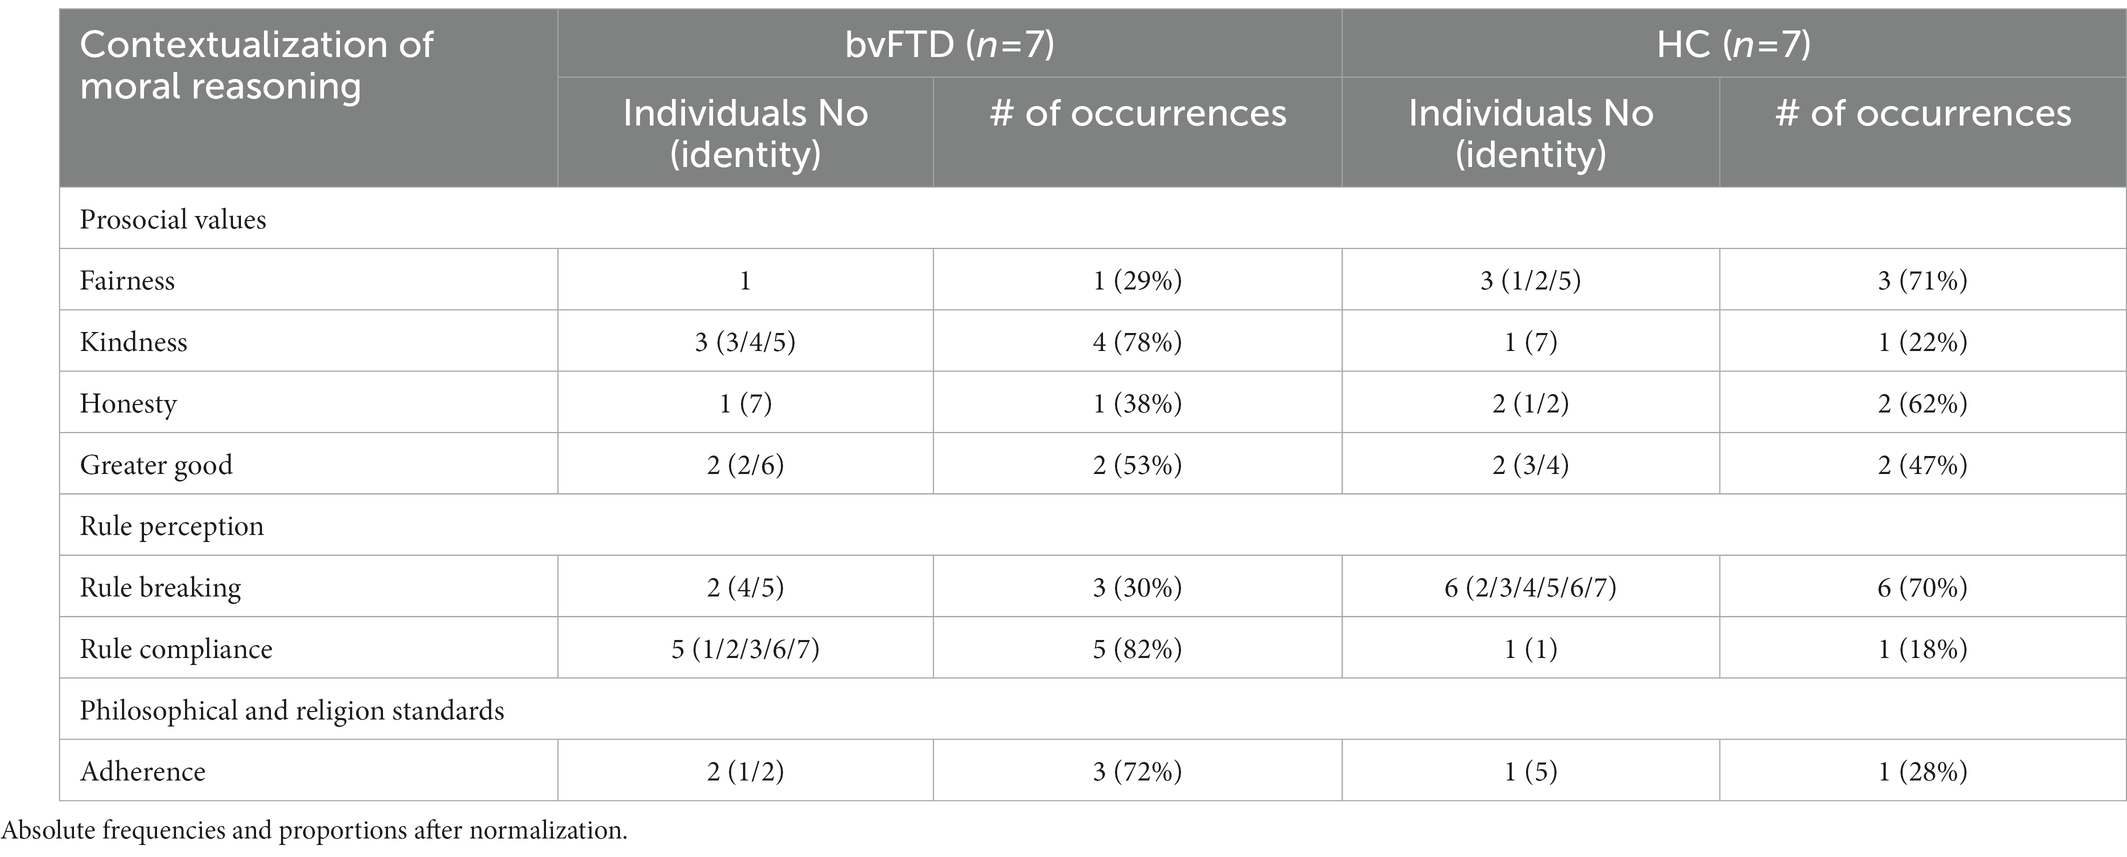 Contextualization of
moral reasoning
bvFTD (n=7)
HC (n=7)
Individuals No
(identity)
# of occurrences
Individuals No
(identity)
# of occurrences
Prosocial values
Fairness 1 1 (29%) 3 (1/2/5) 3 (71%)
Kindness 3 (3/4/5) 4 (78%) 1 (7) 1 (22%)
Honesty 1 (7) 1 (38%) 2 (1/2) 2 (62%)
Greater good 2 (2/6) 2 (53%) 2 (3/4) 2 (47%)
Rule perception
Rule breaking 2 (4/5) 3 (30%) 6 (2/3/4/5/6/7) 6 (70%)
Rule compliance 5 (1/2/3/6/7) 5 (82%) 1 (1) 1 (18%)
Philosophical and religion standards
Adherence 2 (1/2) 3 (72%) 1 (5) 1 (28%)
Absolute frequencies and proportions after normalization.